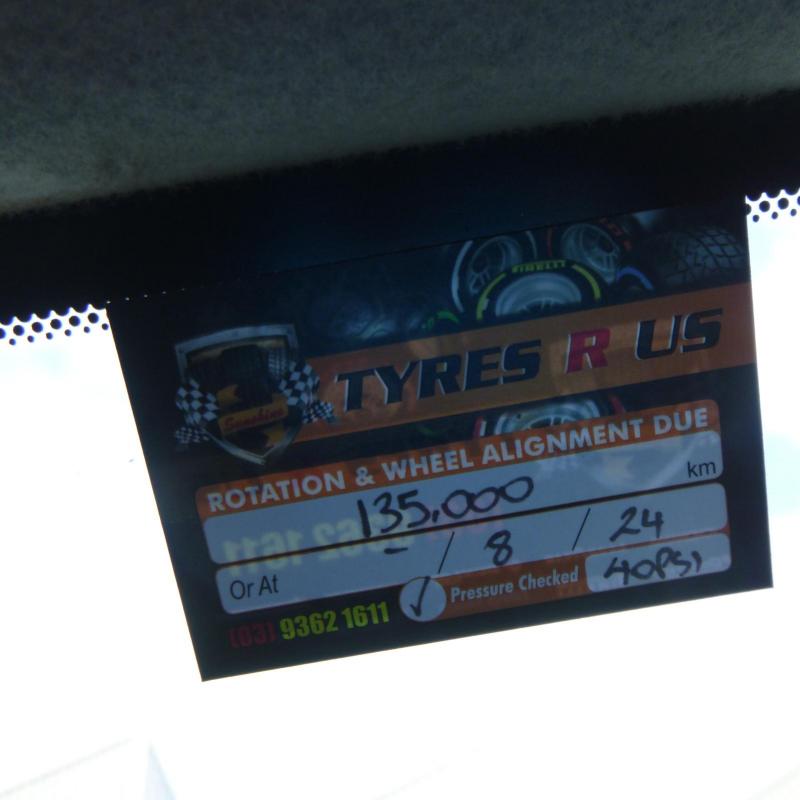 PIRELLI
TYRES R US
Sunshine
ROTATION & WHEEL ALIGNMENT DUE
135,000 km
Or At - / 8 / 24
✓ Pressure Checked 40PSI
(03) 9362 1611